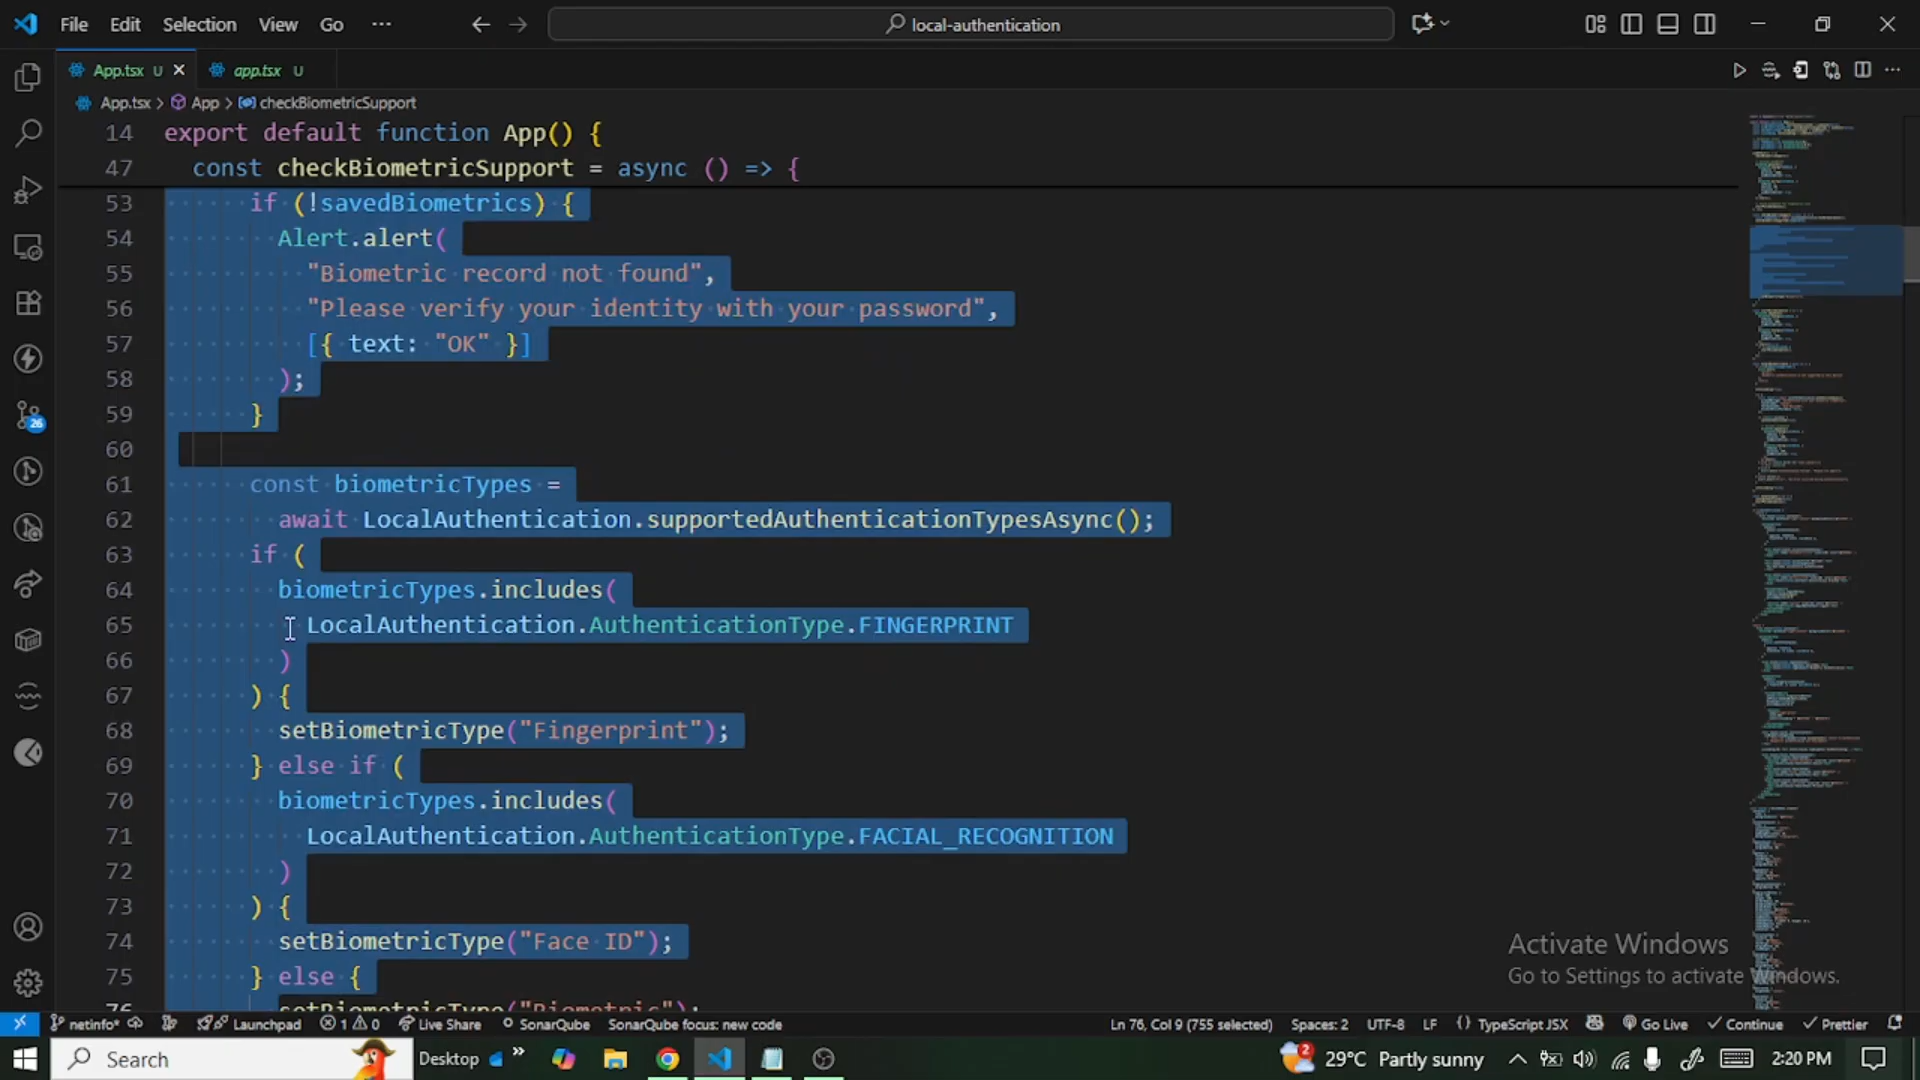 File Edit Selection View Go ··· local-authentication
App.tsx U app.tsx U
App.tsx > App > checkBiometricSupport
14 export default function App() {
47 const checkBiometricSupport = async () => {
53 if (!savedBiometrics) {
54 Alert.alert(
55 "Biometric record not found",
56 "Please verify your identity with your password",
57 [{ text: "OK" }]
58 );
59 }
60
61 const biometricTypes =
62 await LocalAuthentication.supportedAuthenticationTypesAsync();
63 if (
64 biometricTypes.includes(
65 LocalAuthentication.AuthenticationType.FINGERPRINT
66 )
67 ) {
68 setBiometricType("Fingerprint");
69 } else if (
70 biometricTypes.includes(
71 LocalAuthentication.AuthenticationType.FACIAL_RECOGNITION
72 )
73 ) {
74 setBiometricType("Face ID");
75 } else {
76 setBiometricType("Biometric");
Activate Windows
Go to Settings to activate Windows.
26
netinfo* Launchpad 1 0 Live Share SonarQube SonarQube focus: new code Ln 76, Col 9 (755 selected) Spaces: 2 UTF-8 LF {} TypeScript JSX Go Live Continue Prettier
Search Desktop » 2 29°C Partly sunny 2:20 PM